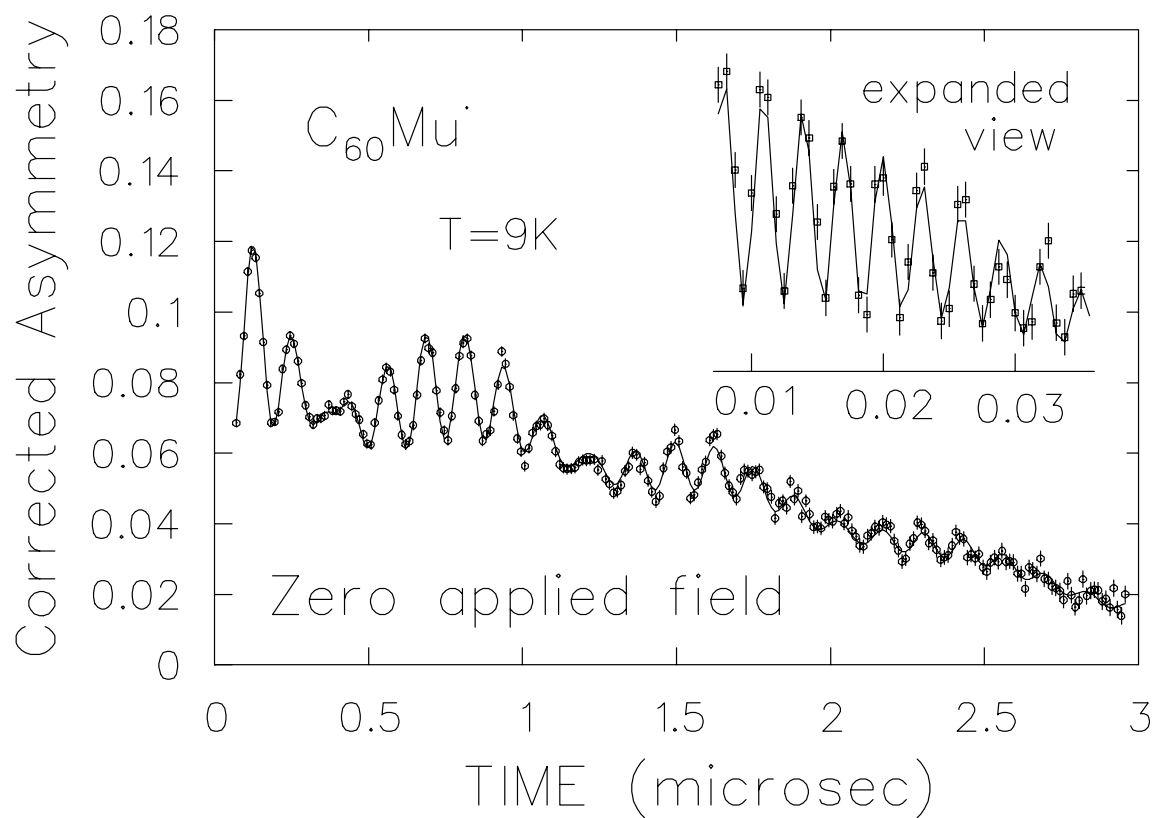 Corrected Asymmetry
0.18
0.16
0.14
0.12
0.1
0.08
0.06
0.04
0.02
0
C₆₀Mu˙
T=9K
Zero applied field
expanded
view
0.01 0.02 0.03
0 0.5 1 1.5 2 2.5 3
TIME (microsec)